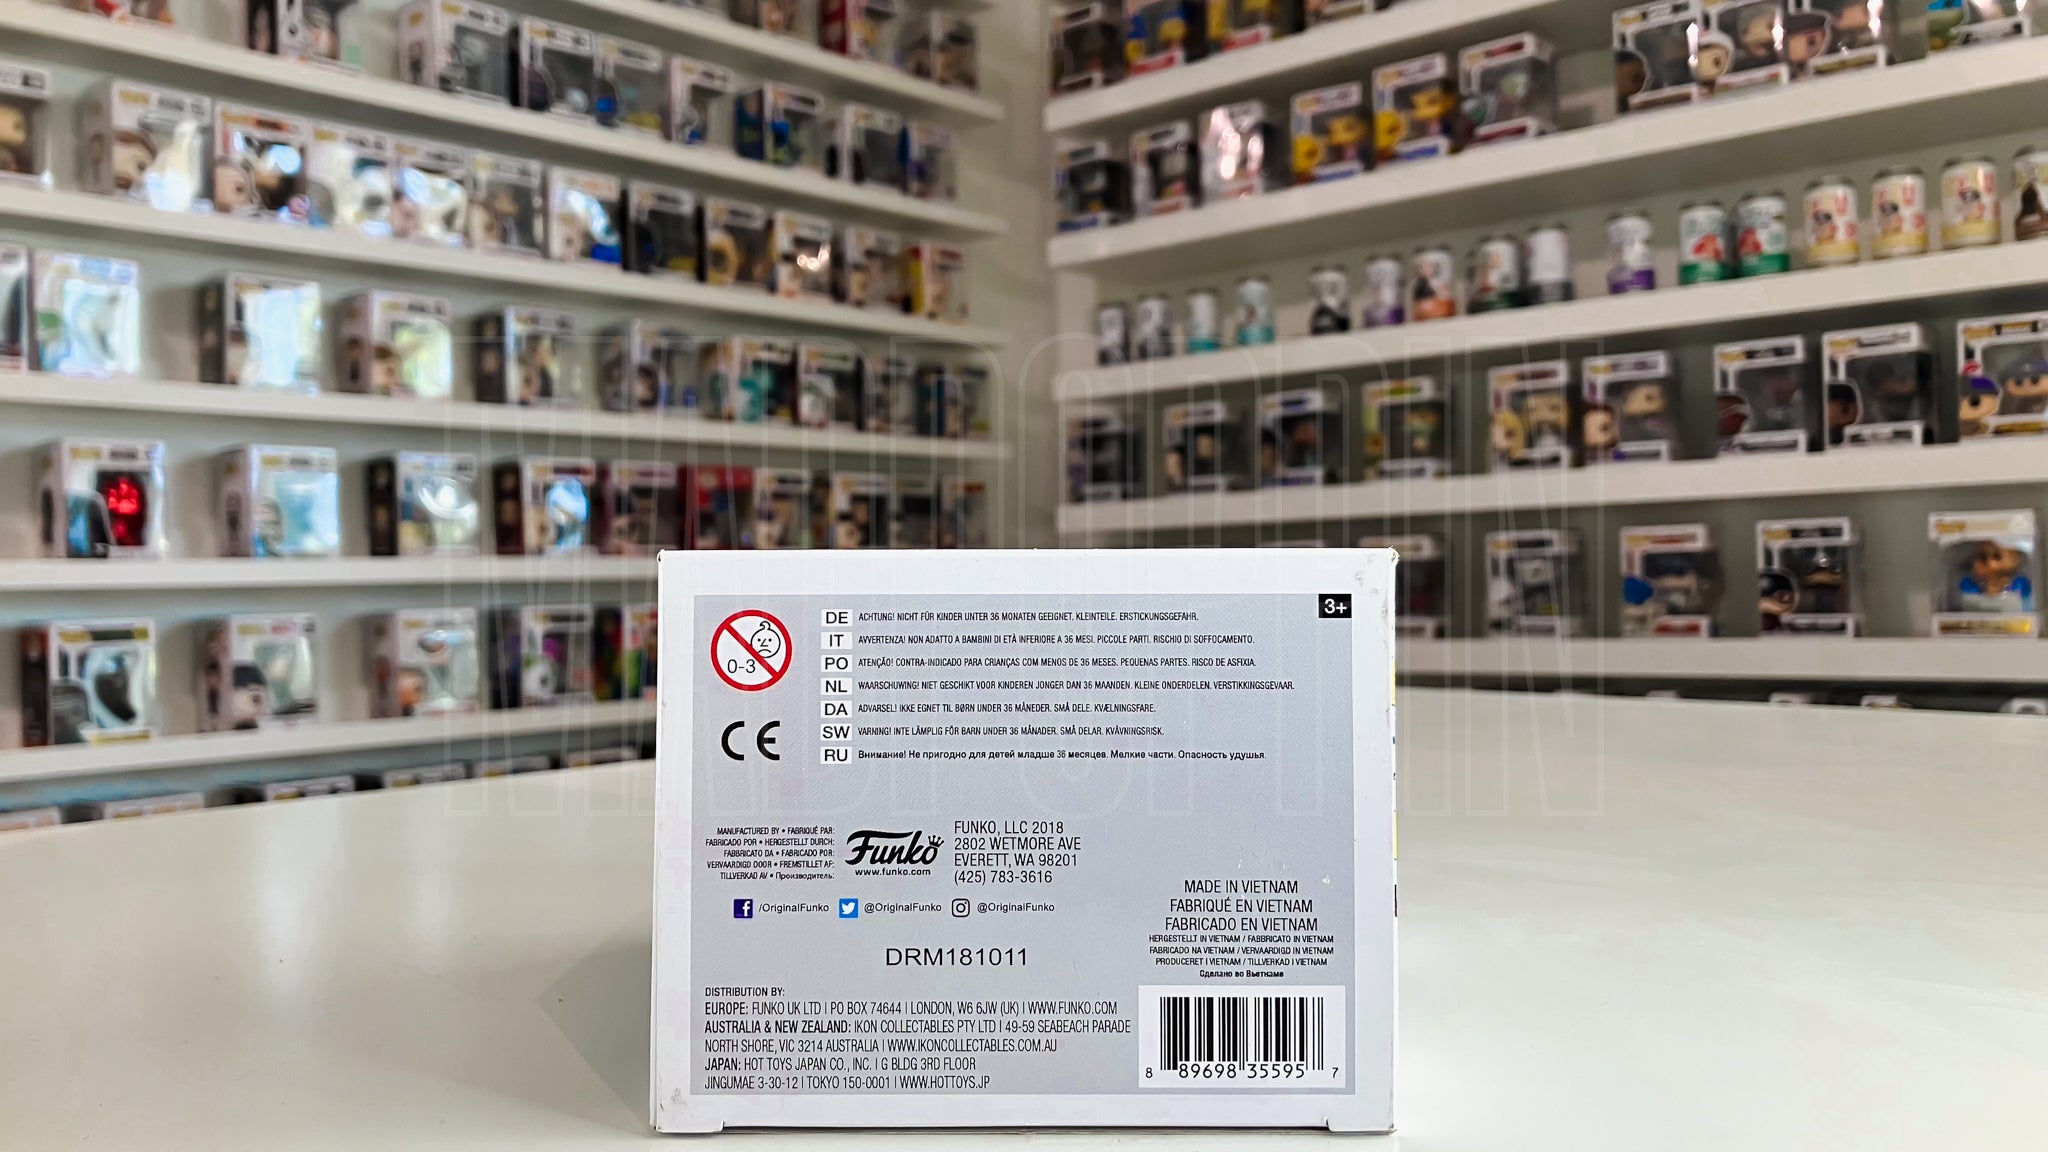 MADPOPPIN
3+
0-3
DE ACHTUNG! NICHT FÜR KINDER UNTER 36 MONATEN GEEIGNET. KLEINTEILE. ERSTICKUNGSGEFAHR.
IT AVVERTENZA! NON ADATTO A BAMBINI DI ETÀ INFERIORE A 36 MESI. PICCOLE PARTI. RISCHIO DI SOFFOCAMENTO.
PO ATENÇÃO! CONTRA-INDICADO PARA CRIANÇAS COM MENOS DE 36 MESES. PEQUENAS PARTES. RISCO DE ASFIXIA.
NL WAARSCHUWING! NIET GESCHIKT VOOR KINDEREN JONGER DAN 36 MAANDEN. KLEINE ONDERDELEN. VERSTIKKINGSGEVAAR.
DA ADVARSEL! IKKE EGNET TIL BØRN UNDER 36 MÅNEDER. SMÅ DELE. KVÆLNINGSFARE.
SW VARNING! INTE LÄMPLIG FÖR BARN UNDER 36 MÅNADER. SMÅ DELAR. KVÄVNINGSRISK.
RU Внимание! Не пригодно для детей младше 36 месяцев. Мелкие части. Опасность удушья.
CE
MANUFACTURED BY • FABRIQUÉ PAR:
FABRICADO POR • HERGESTELLT DURCH:
FABBRICATO DA • FABRICADO POR:
VERVAARDIGD DOOR • FREMSTILLET AF:
TILLVERKAD AV • Производитель:
Funko
www.funko.com
FUNKO, LLC 2018
2802 WETMORE AVE
EVERETT, WA 98201
(425) 783-3616
/OriginalFunko @OriginalFunko @OriginalFunko
DRM181011
MADE IN VIETNAM
FABRIQUÉ EN VIETNAM
FABRICADO EN VIETNAM
HERGESTELLT IN VIETNAM / FABBRICATO IN VIETNAM
FABRICADO NA VIETNAM / VERVAARDIGD IN VIETNAM
PRODUCERET I VIETNAM / TILLVERKAD I VIETNAM
Сделано во Вьетнаме
DISTRIBUTION BY:
EUROPE: FUNKO UK LTD | PO BOX 74644 | LONDON, W6 6JW (UK) | WWW.FUNKO.COM
AUSTRALIA & NEW ZEALAND: IKON COLLECTABLES PTY LTD | 49-59 SEABEACH PARADE
NORTH SHORE, VIC 3214 AUSTRALIA | WWW.IKONCOLLECTABLES.COM.AU
JAPAN: HOT TOYS JAPAN CO., INC. | G BLDG 3RD FLOOR
JINGUMAE 3-30-12 | TOKYO 150-0001 | WWW.HOTTOYS.JP
8 89698 35595 7